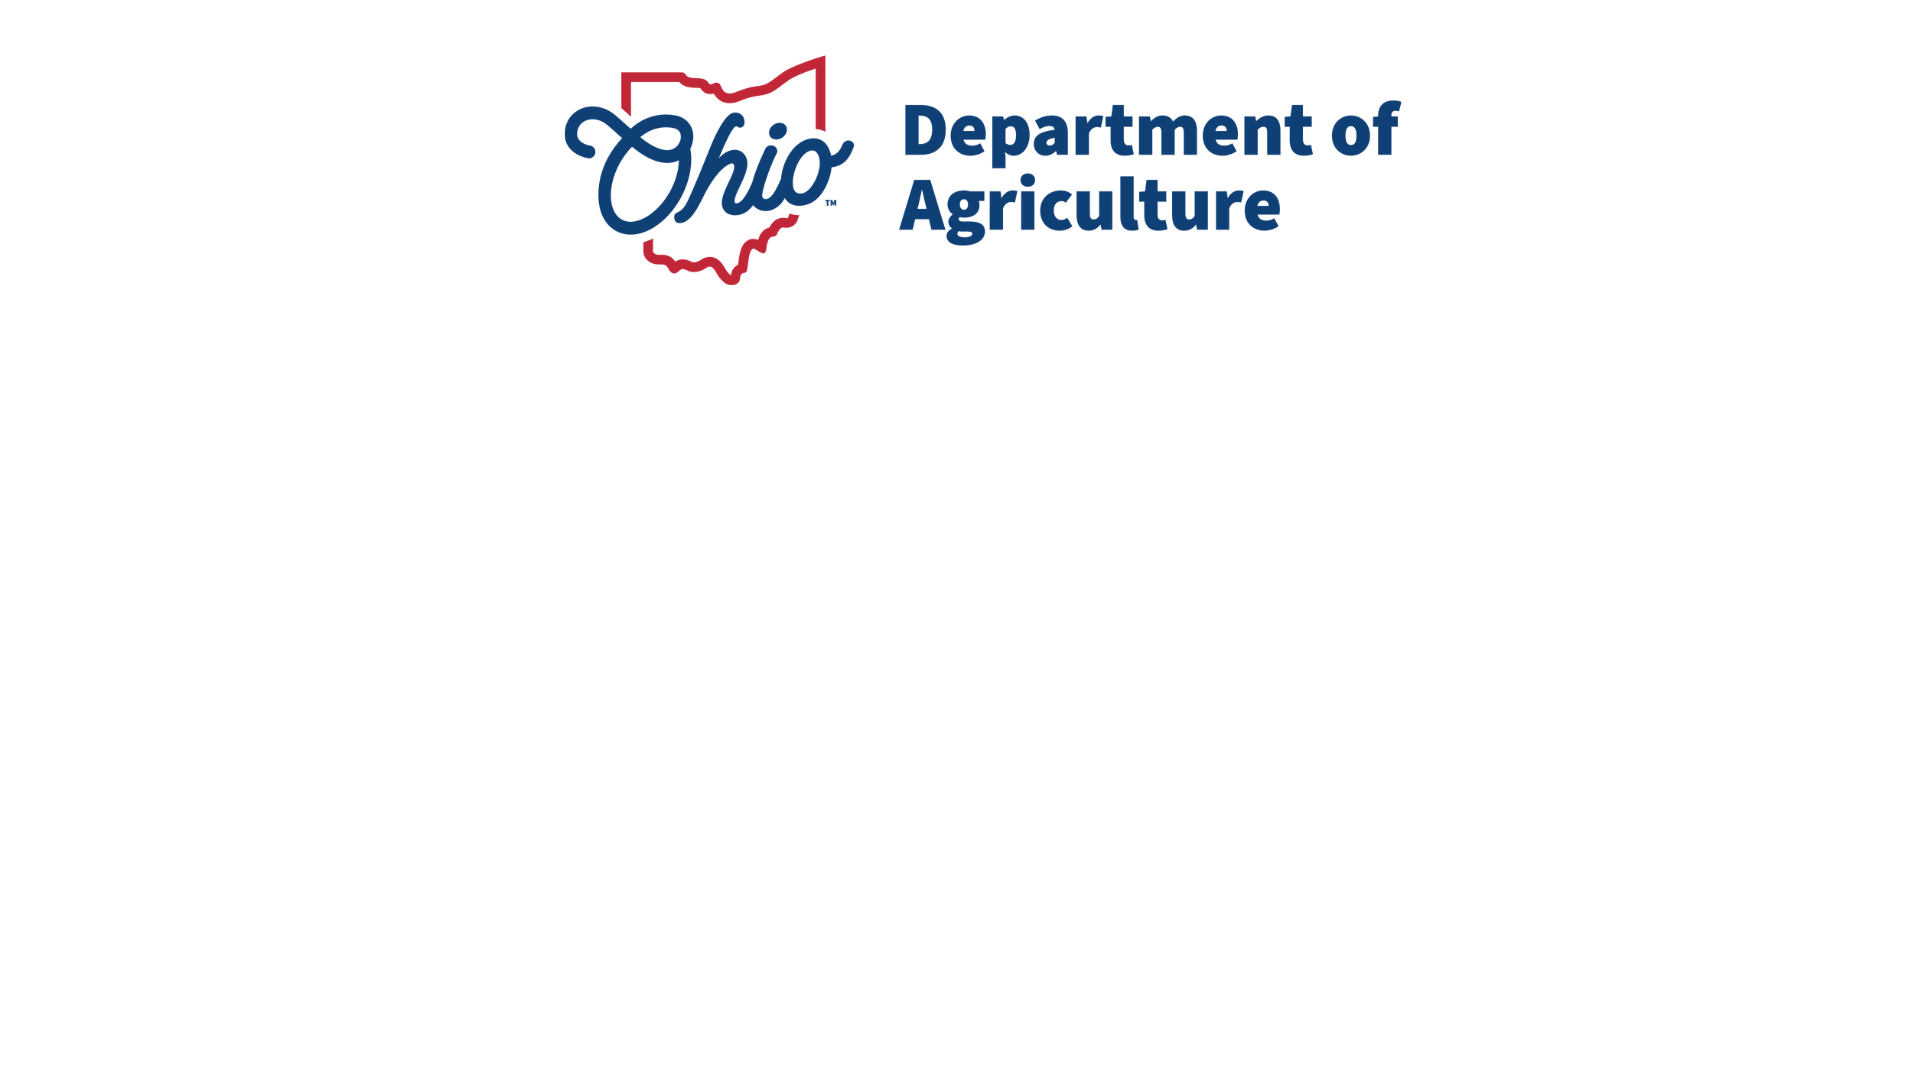 Ohio™
Department of
Agriculture